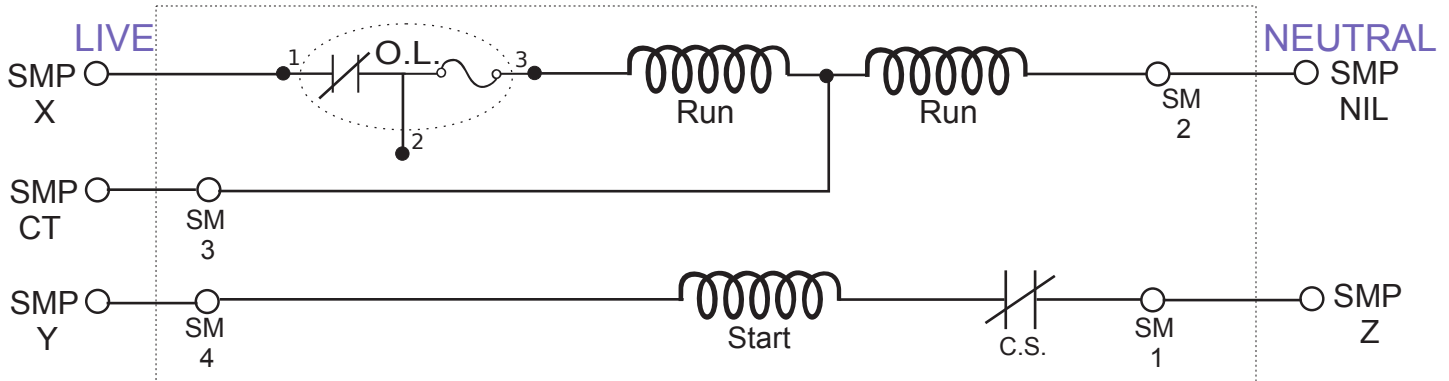 LIVE
NEUTRAL
1
O.L.
3
SMP
X
2
Run
Run
SM
2
SMP
NIL
SMP
CT
SM
3
SMP
Y
SM
4
Start
C.S.
SM
1
SMP
Z